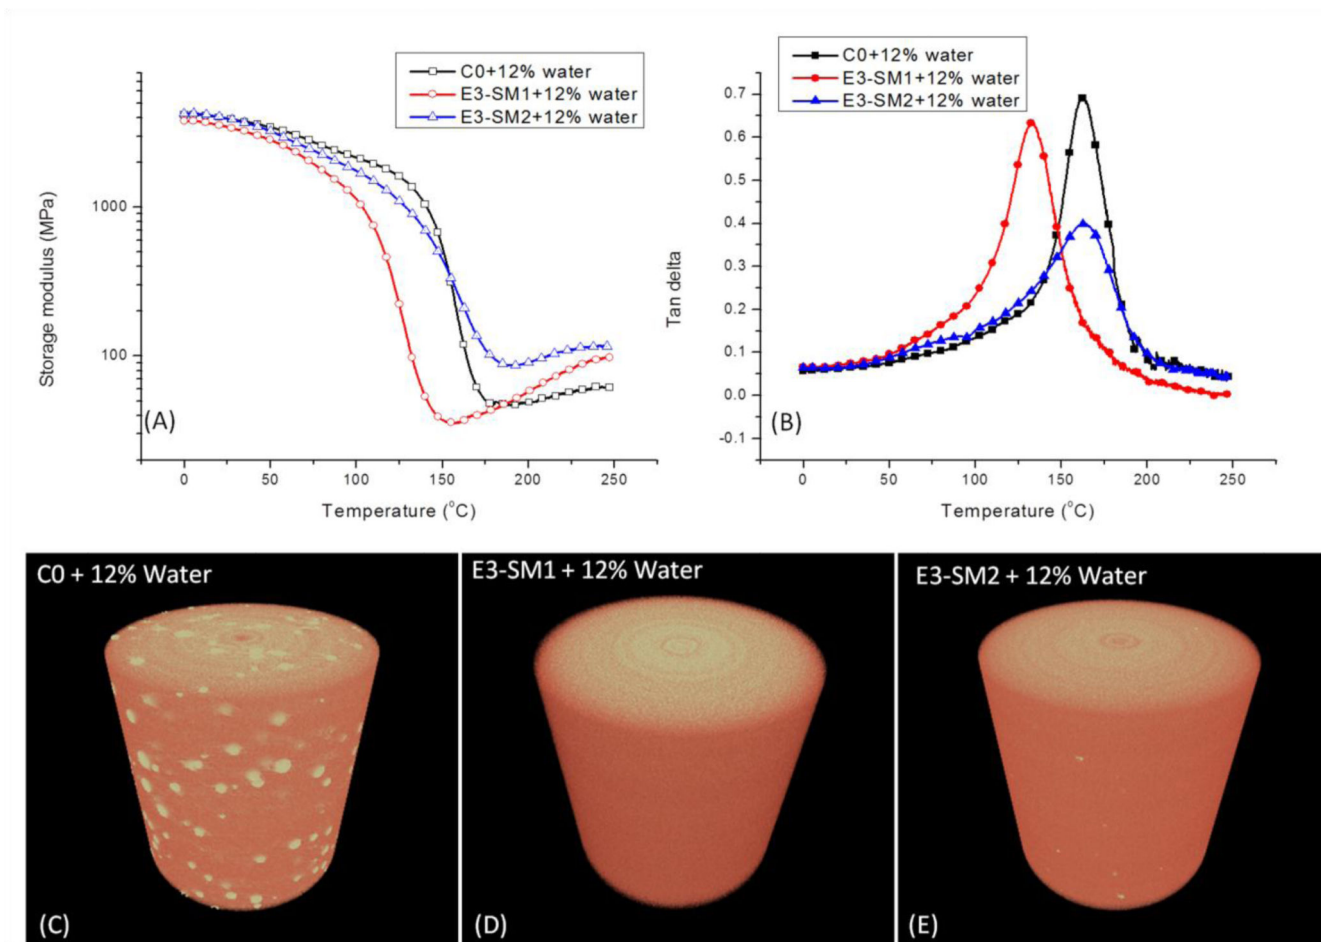 C0+12% water
E3-SM1+12% water
E3-SM2+12% water
1000
100
Storage modulus (MPa)
(A)
0 50 100 150 200 250
Temperature (°C)
C0+12% water
E3-SM1+12% water
E3-SM2+12% water
0.7
0.6
0.5
0.4
0.3
0.2
0.1
0.0
-0.1
Tan delta
(B)
0 50 100 150 200 250
Temperature (°C)
C0 + 12% Water
(C)
E3-SM1 + 12% Water
(D)
E3-SM2 + 12% Water
(E)